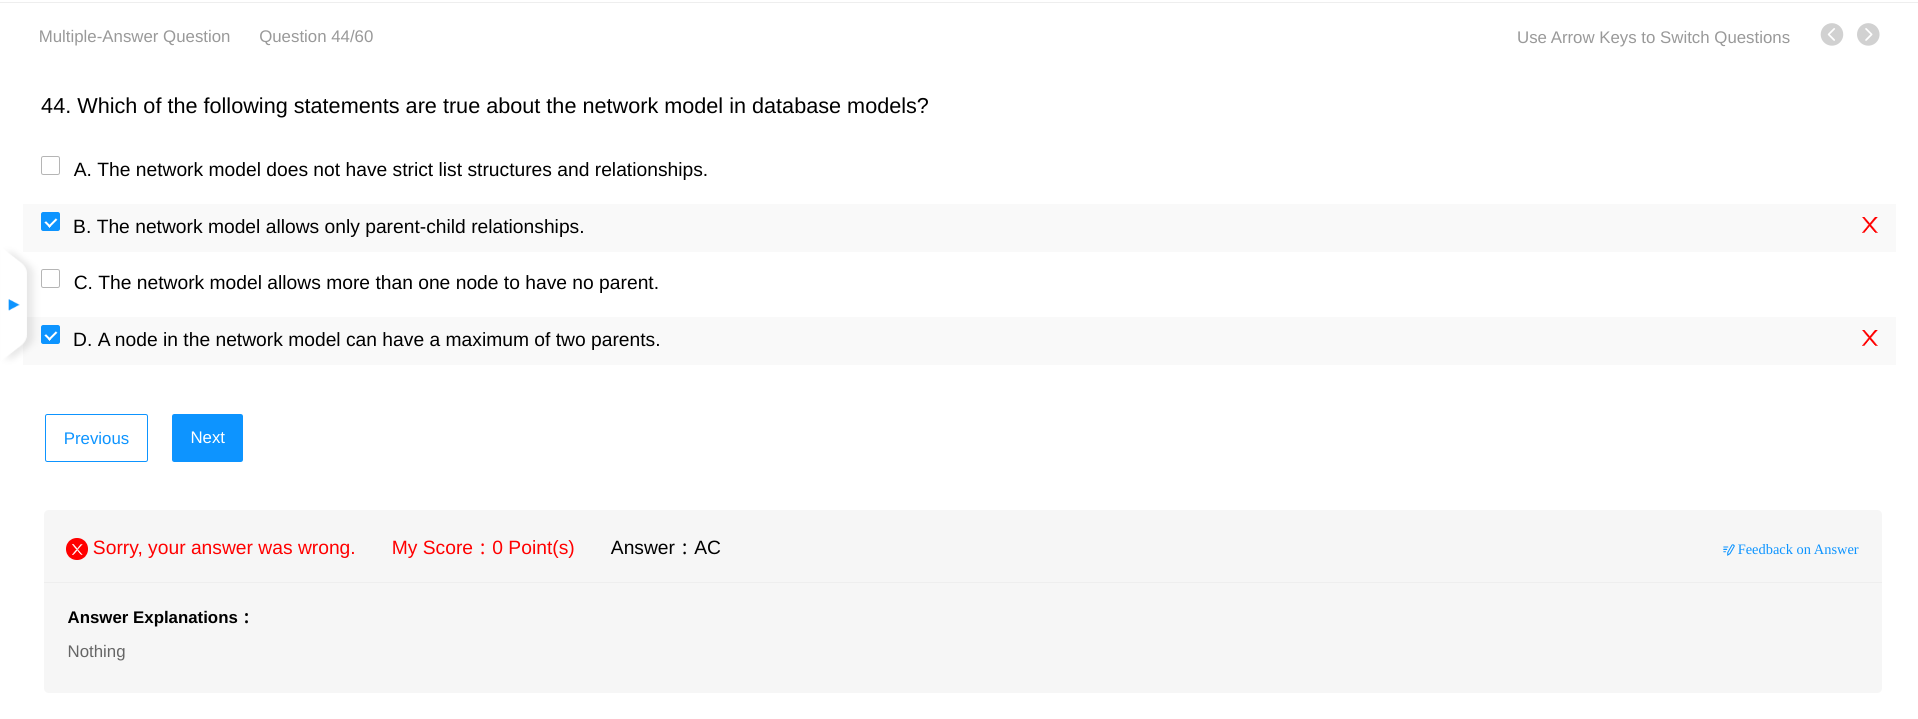 Multiple-Answer Question Question 44/60 Use Arrow Keys to Switch Questions
44. Which of the following statements are true about the network model in database models?
A. The network model does not have strict list structures and relationships.
B. The network model allows only parent-child relationships.
C. The network model allows more than one node to have no parent.
D. A node in the network model can have a maximum of two parents.
Previous Next
Sorry, your answer was wrong. My Score：0 Point(s) Answer：AC Feedback on Answer
Answer Explanations：
Nothing